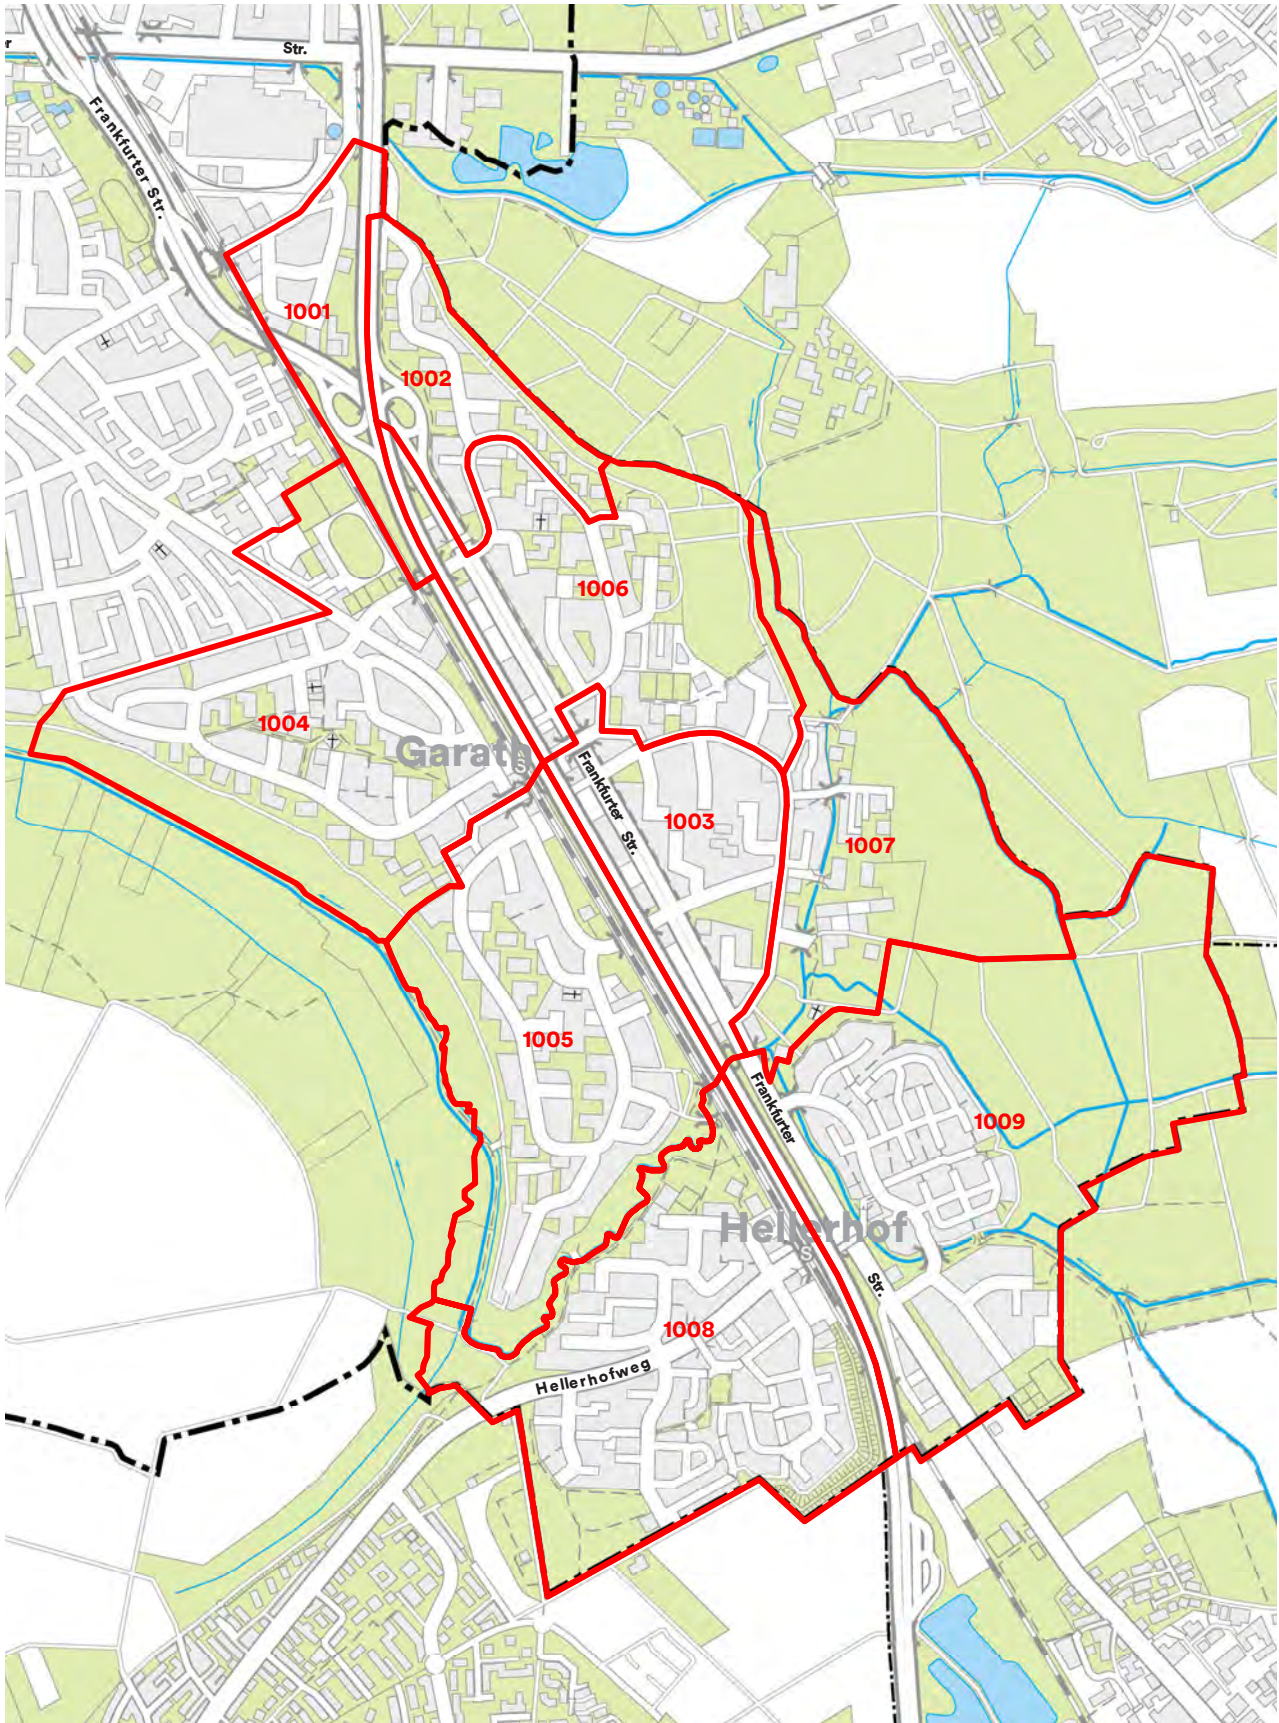 r
Str.
Frankfurter Str.
1001
1002
1006
1004
Garath
S
Frankfurter Str.
1003
1007
1005
Frankfurter
1009
Hellerhof
S
Str.
1008
Hellerhofweg